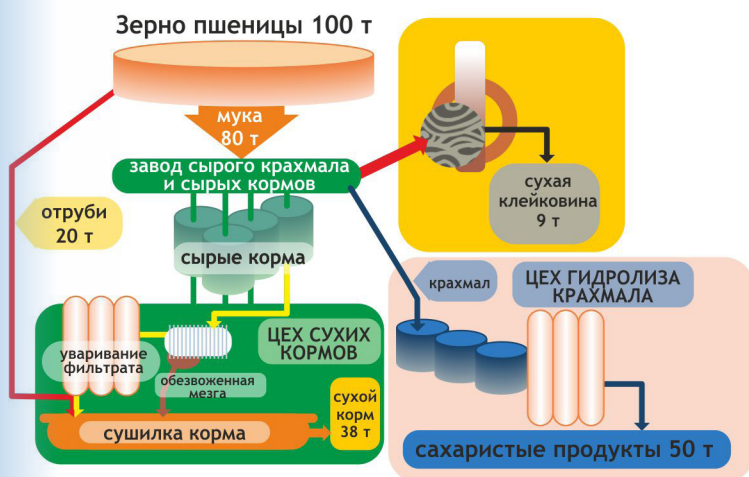 Зерно пшеницы 100 т
мука
80 т
завод сырого крахмала
и сырых кормов
отруби
20 т
сырые корма
сухая
клейковина
9 т
крахмал
ЦЕХ ГИДРОЛИЗА
КРАХМАЛА
ЦЕХ СУХИХ
КОРМОВ
уваривание
фильтрата
обезвоженная
мезга
сухой
корм
38 т
сушилка корма
сахаристые продукты 50 т